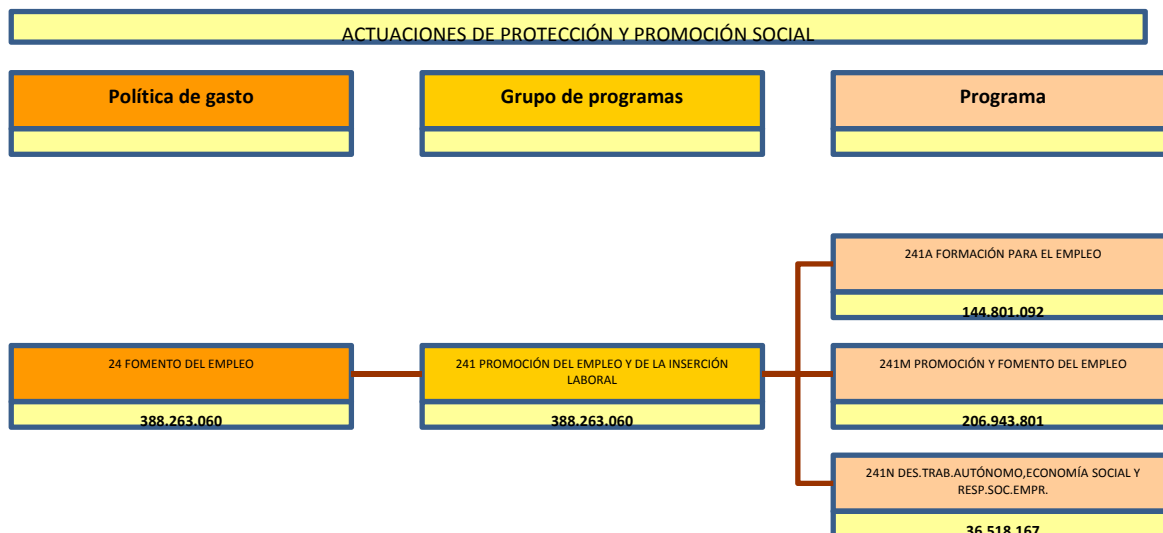 ACTUACIONES DE PROTECCIÓN Y PROMOCIÓN SOCIAL
Política de gasto
Grupo de programas
Programa
24 FOMENTO DEL EMPLEO
388.263.060
241 PROMOCIÓN DEL EMPLEO Y DE LA INSERCIÓN
LABORAL
388.263.060
241A FORMACIÓN PARA EL EMPLEO
144.801.092
241M PROMOCIÓN Y FOMENTO DEL EMPLEO
206.943.801
241N DES.TRAB.AUTÓNOMO,ECONOMÍA SOCIAL Y
RESP.SOC.EMPR.
36.518.167